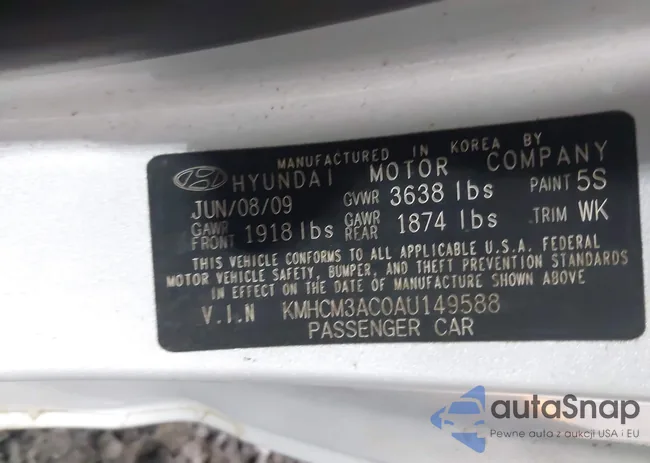 MANUFACTURED IN KOREA BY
HYUNDAI MOTOR COMPANY
JUN/08/09 GVWR 3638 lbs PAINT 5S
GAWR FRONT 1918 lbs GAWR REAR 1874 lbs TRIM WK
THIS VEHICLE CONFORMS TO ALL APPLICABLE U.S.A. FEDERAL
MOTOR VEHICLE SAFETY, BUMPER, AND THEFT PREVENTION STANDARDS
IN EFFECT ON THE DATE OF MANUFACTURE SHOWN ABOVE
V.I.N KMHCM3AC0AU149588
PASSENGER CAR
autoSnap
Pewne auta z aukcji USA i EU